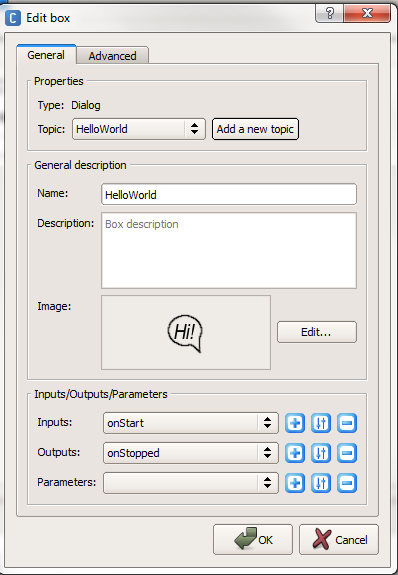 C Edit box ?
General Advanced
Properties
Type: Dialog
Topic: HelloWorld Add a new topic
General description
Name: HelloWorld
Description: Box description
Image: Hi! Edit...
Inputs/Outputs/Parameters
Inputs: onStart
Outputs: onStopped
Parameters:
OK Cancel